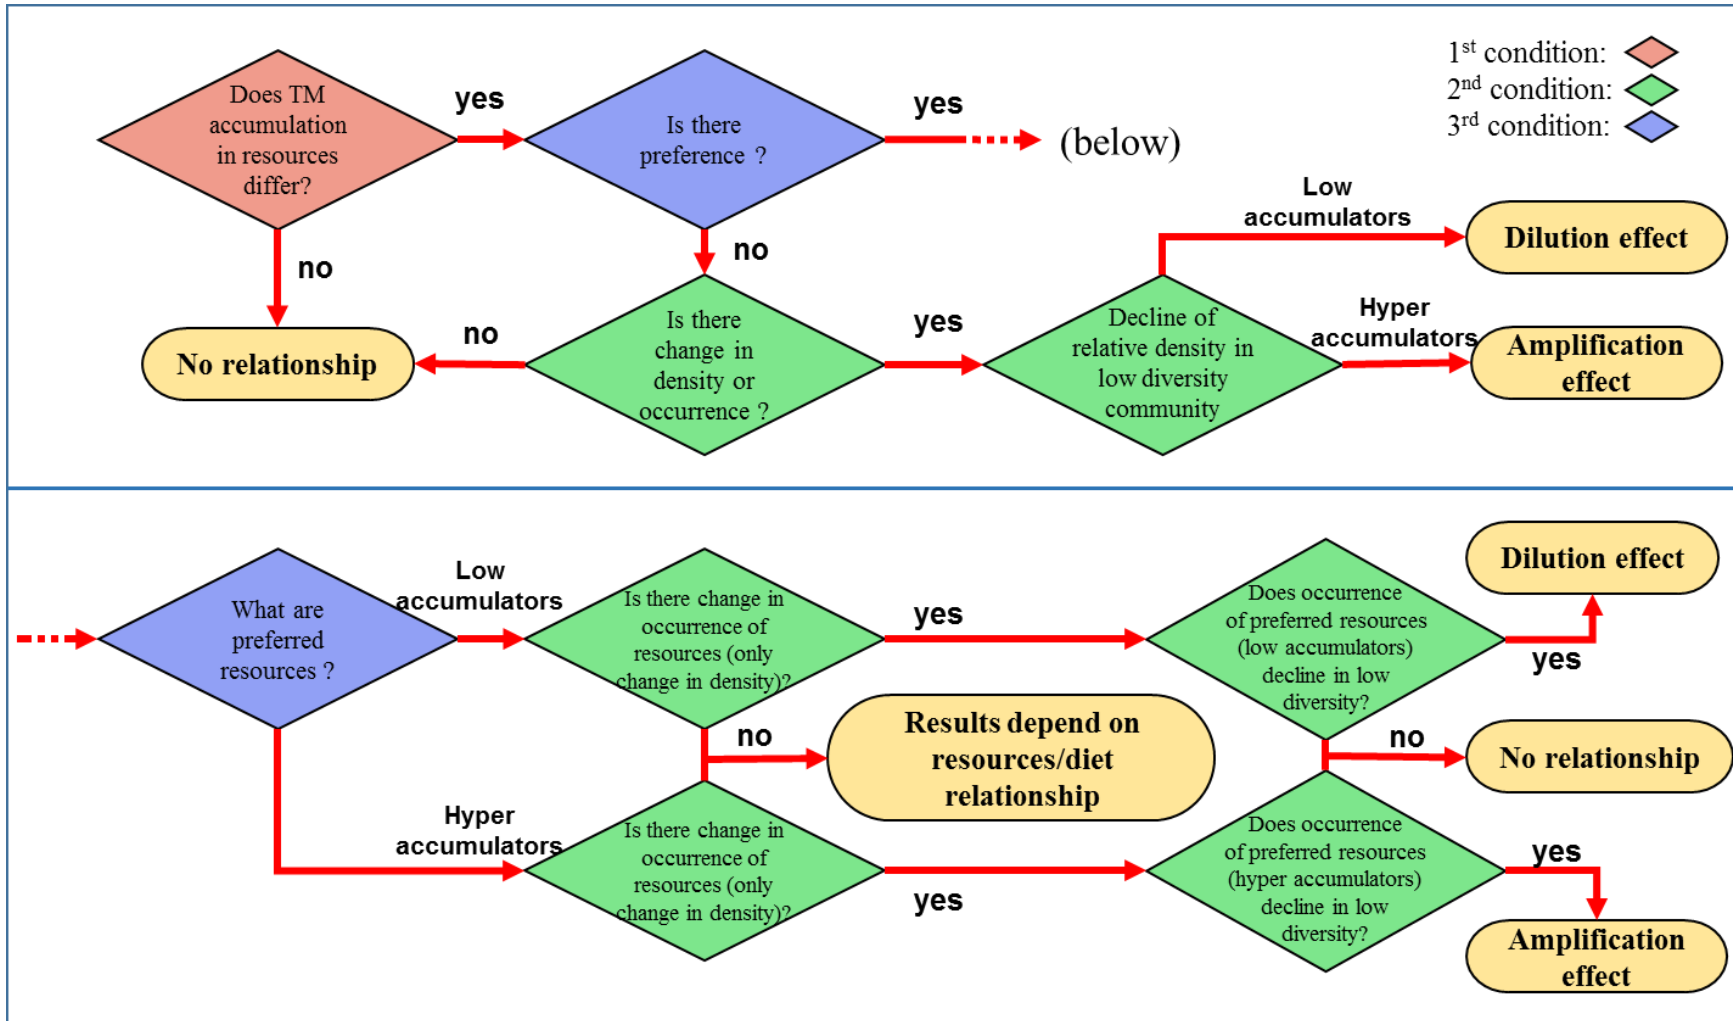 1st condition:
2nd condition:
3rd condition:
Does TM
accumulation
in resources
differ?
yes
Is there
preference ?
yes
(below)
no
no
Low
accumulators
Dilution effect
No relationship
no
Is there
change in
density or
occurrence ?
yes
Decline of
relative density in
low diversity
community
Hyper
accumulators
Amplification
effect
What are
preferred
resources ?
Low
accumulators
Is there change in
occurrence of
resources (only
change in density)?
yes
Does occurrence
of preferred resources
(low accumulators)
decline in low
diversity?
yes
Dilution effect
no
Results depend on
resources/diet
relationship
no
No relationship
Hyper
accumulators
Is there change in
occurrence of
resources (only
change in density)?
yes
Does occurrence
of preferred resources
(hyper accumulators)
decline in low
diversity?
yes
Amplification
effect